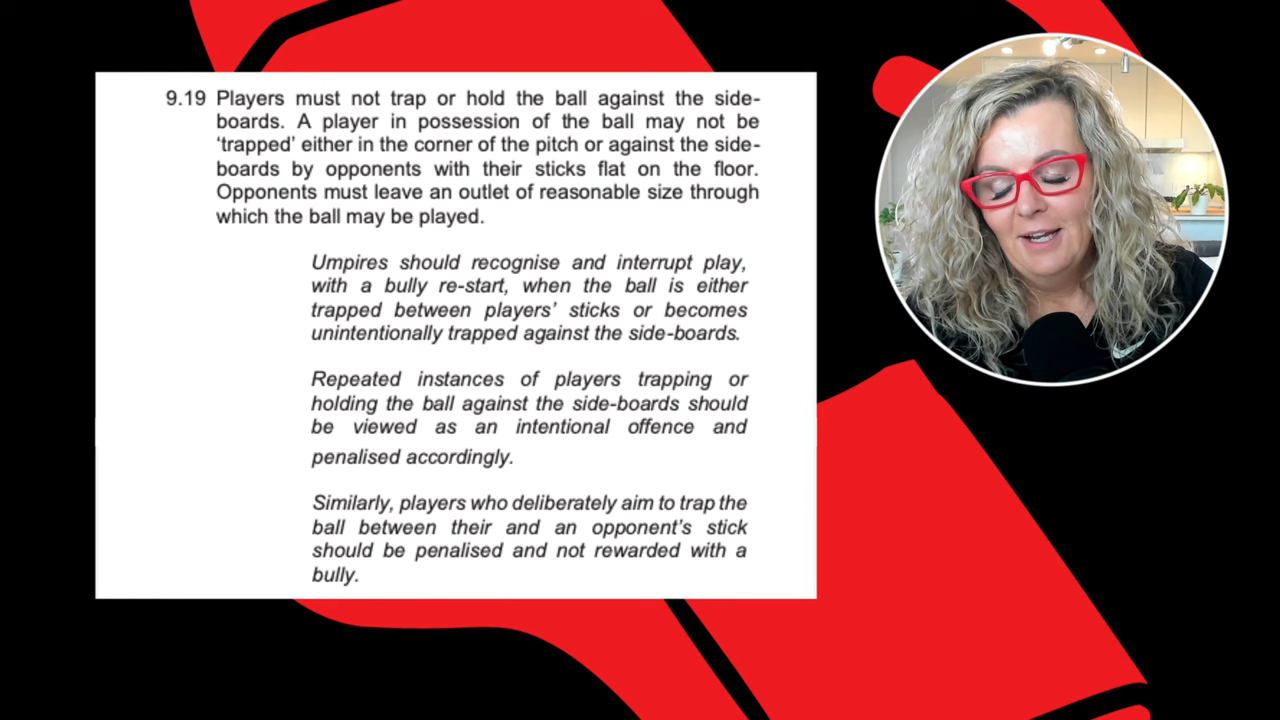 9.19 Players must not trap or hold the ball against the side-
boards. A player in possession of the ball may not be
‘trapped’ either in the corner of the pitch or against the side-
boards by opponents with their sticks flat on the floor.
Opponents must leave an outlet of reasonable size through
which the ball may be played.
Umpires should recognise and interrupt play,
with a bully re-start, when the ball is either
trapped between players’ sticks or becomes
unintentionally trapped against the side-boards.
Repeated instances of players trapping or
holding the ball against the side-boards should
be viewed as an intentional offence and
penalised accordingly.
Similarly, players who deliberately aim to trap the
ball between their and an opponent’s stick
should be penalised and not rewarded with a
bully.